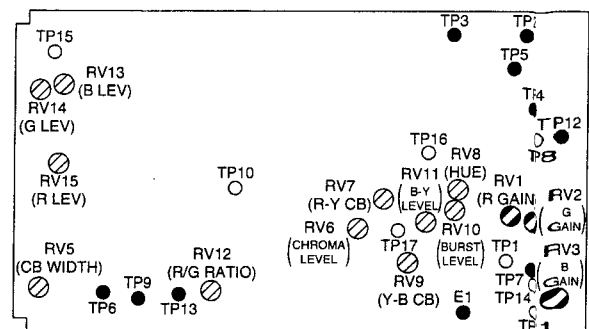 TP3
TP15
TP5
RV13
(B LEV)
RV14
(G LEV)
TP4
TP12
TP8
TP16
RV15
(R LEV)
TP10
RV7
(R-Y CB)
RV11
(B-Y
LEVEL)
RV8
(HUE)
RV1
(R GAIN)
RV2
(G
GAIN)
RV6
(CHROMA
LEVEL)
TP17
RV10
(BURST
LEVEL)
RV5
(CB WIDTH)
RV12
(R/G RATIO)
RV9
(Y-B CB)
TP1
RV3
(B
GAIN)
TP7
TP6
TP9
TP13
E1
TP14